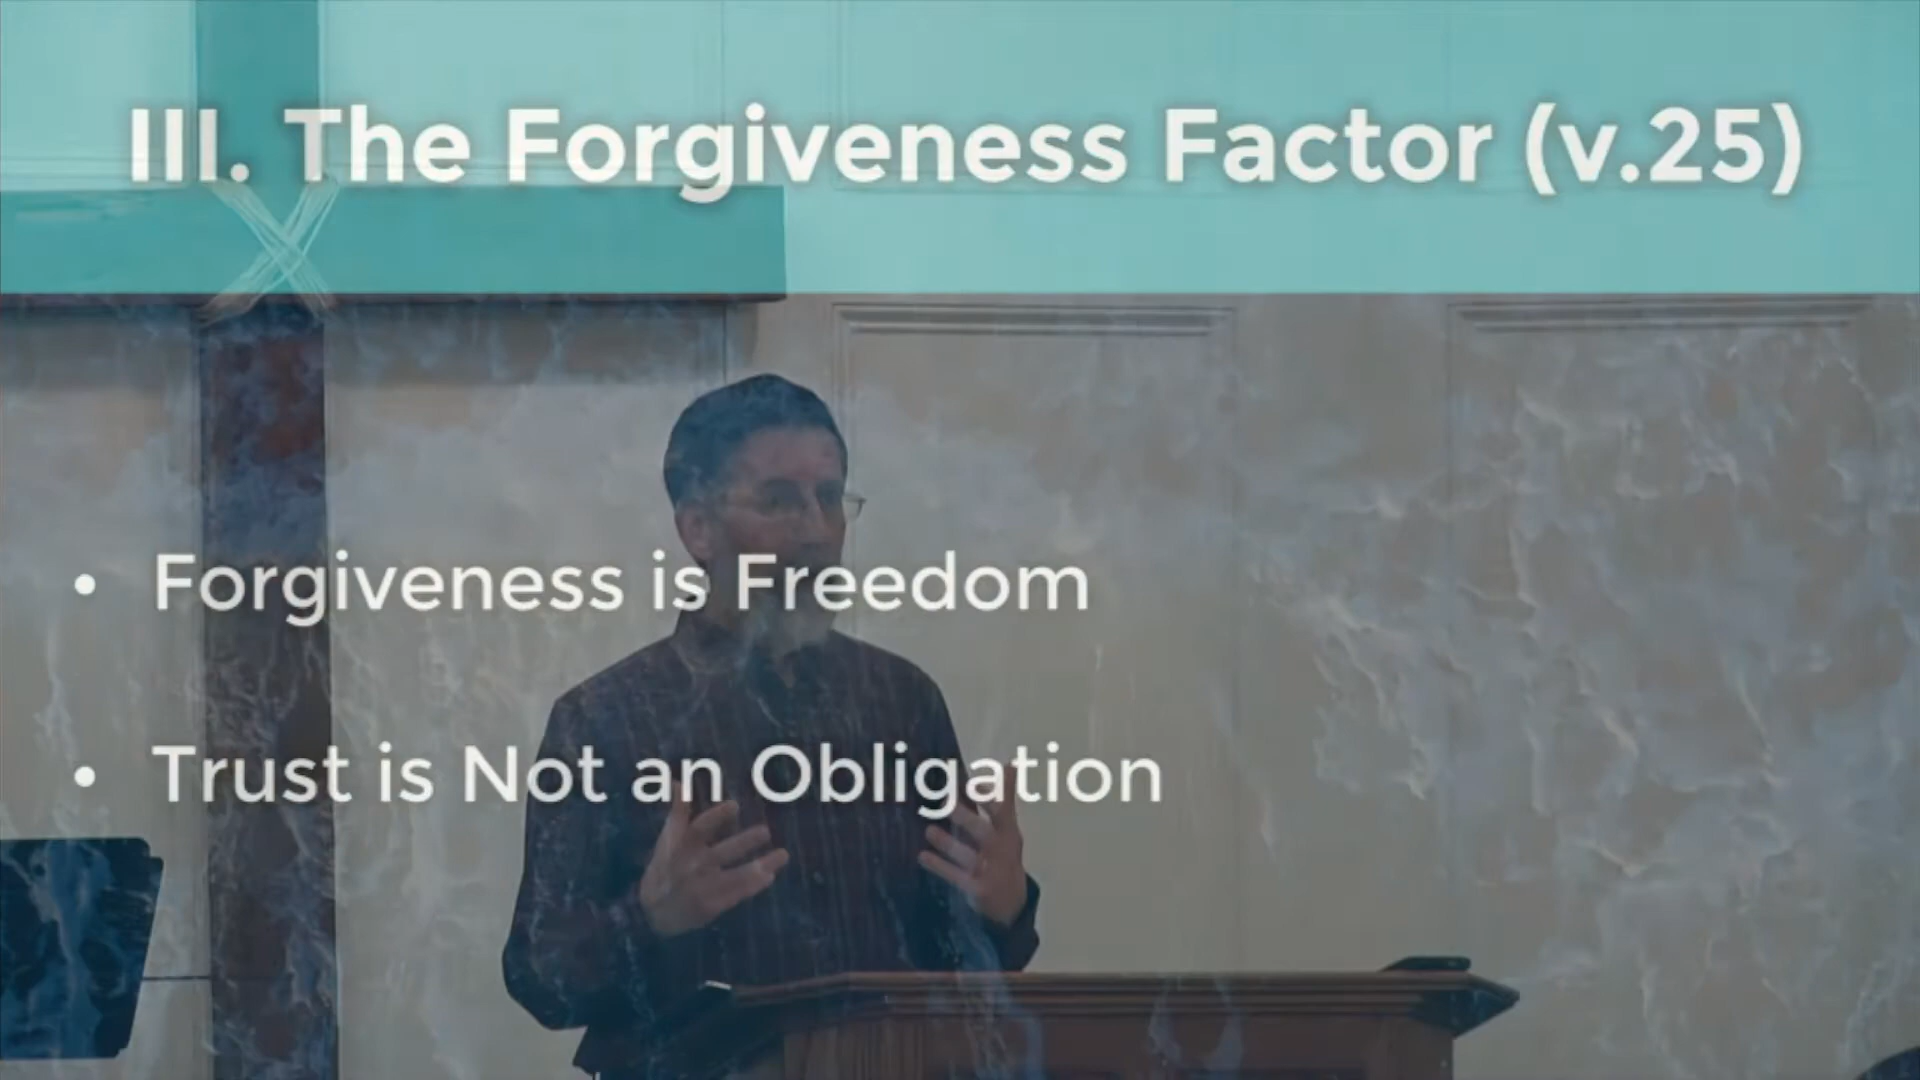 III. The Forgiveness Factor (v.25)
• Forgiveness is Freedom
• Trust is Not an Obligation